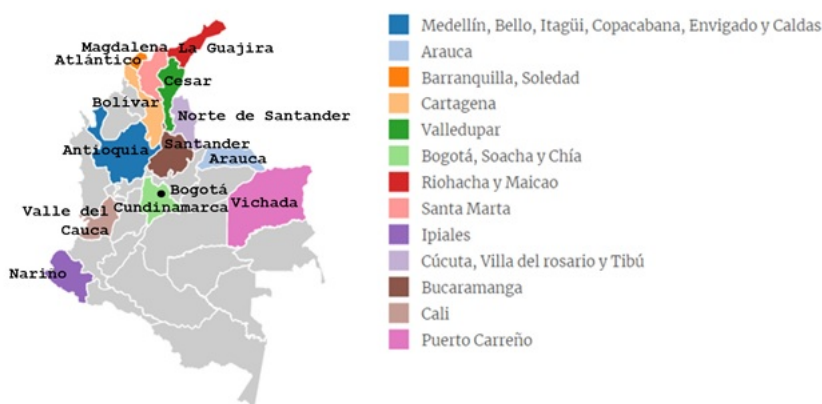 Magdalena La Guajira
Atlántico
Cesar
Bolívar
Norte de Santander
Santander
Antioquia
Arauca
Bogotá
Cundinamarca
Vichada
Valle del
Cauca
Narino
Medellín, Bello, Itagüi, Copacabana, Envigado y Caldas
Arauca
Barranquilla, Soledad
Cartagena
Valledupar
Bogotá, Soacha y Chía
Riohacha y Maicao
Santa Marta
Ipiales
Cúcuta, Villa del rosario y Tibú
Bucaramanga
Cali
Puerto Carreño